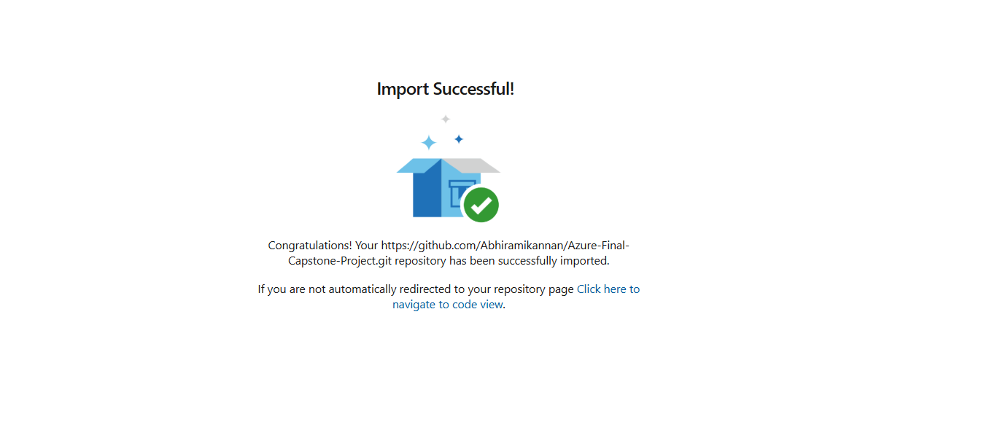 Import Successful!
Congratulations! Your https://github.com/Abhiramikannan/Azure-Final-
Capstone-Project.git repository has been successfully imported.
If you are not automatically redirected to your repository page Click here to
navigate to code view.